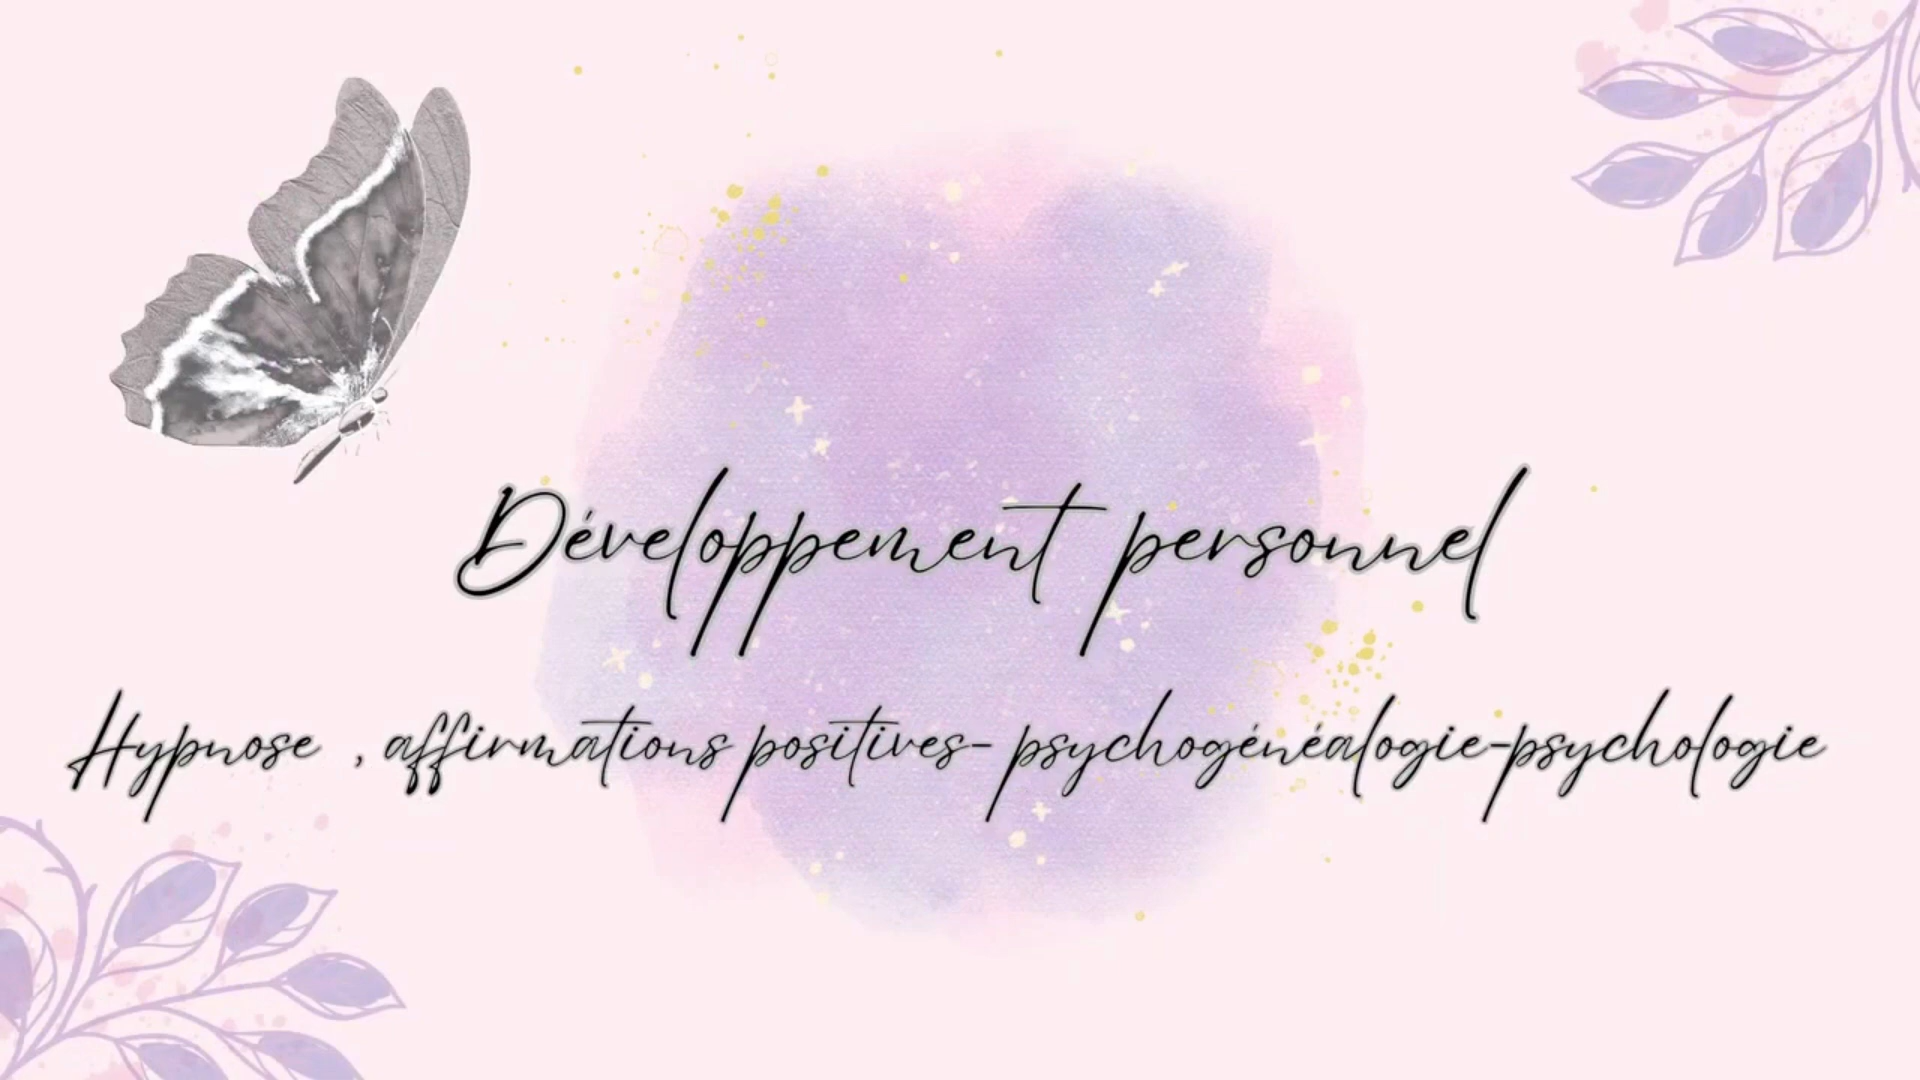 Développement personnel
Hypnose , affirmations positives- psychogénéalogie-psychologie